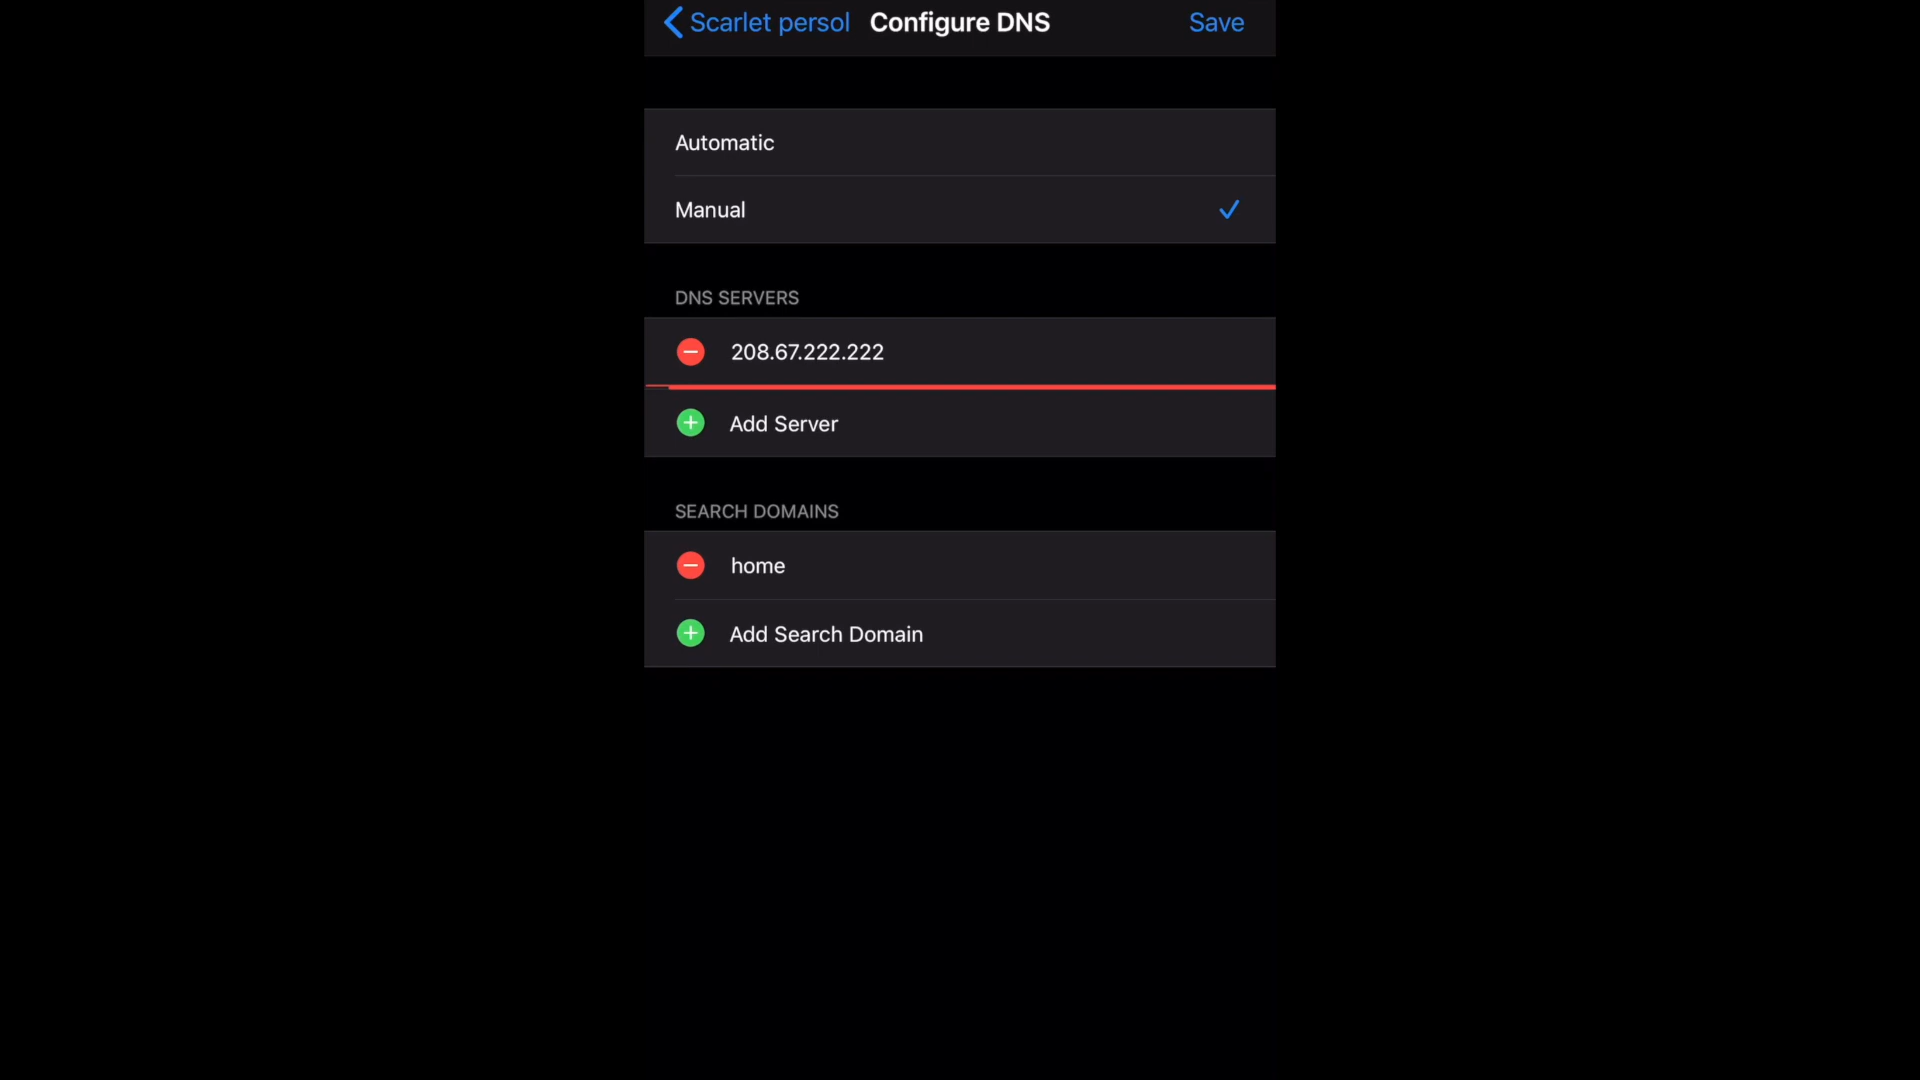 Scarlet persol Configure DNS Save
Automatic
Manual
DNS SERVERS
208.67.222.222
Add Server
SEARCH DOMAINS
home
Add Search Domain